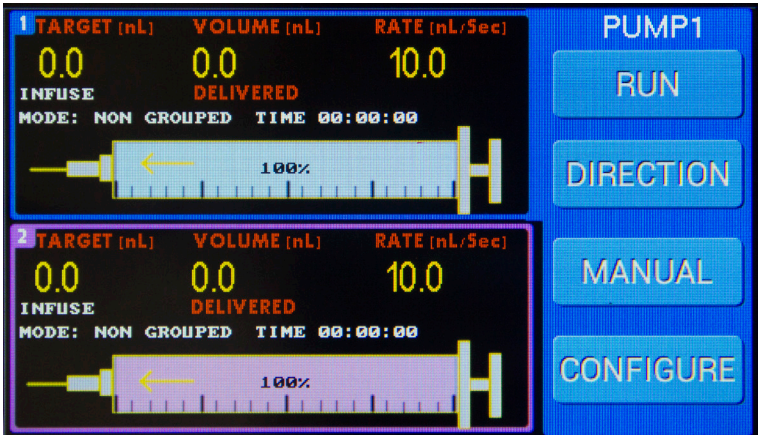 1 TARGET [nL] VOLUME [nL] RATE [nL/Sec]
0.0 0.0 10.0
INFUSE DELIVERED
MODE: NON GROUPED TIME 00:00:00
100%
2 TARGET [nL] VOLUME [nL] RATE [nL/Sec]
0.0 0.0 10.0
INFUSE DELIVERED
MODE: NON GROUPED TIME 00:00:00
100%
PUMP1
RUN
DIRECTION
MANUAL
CONFIGURE